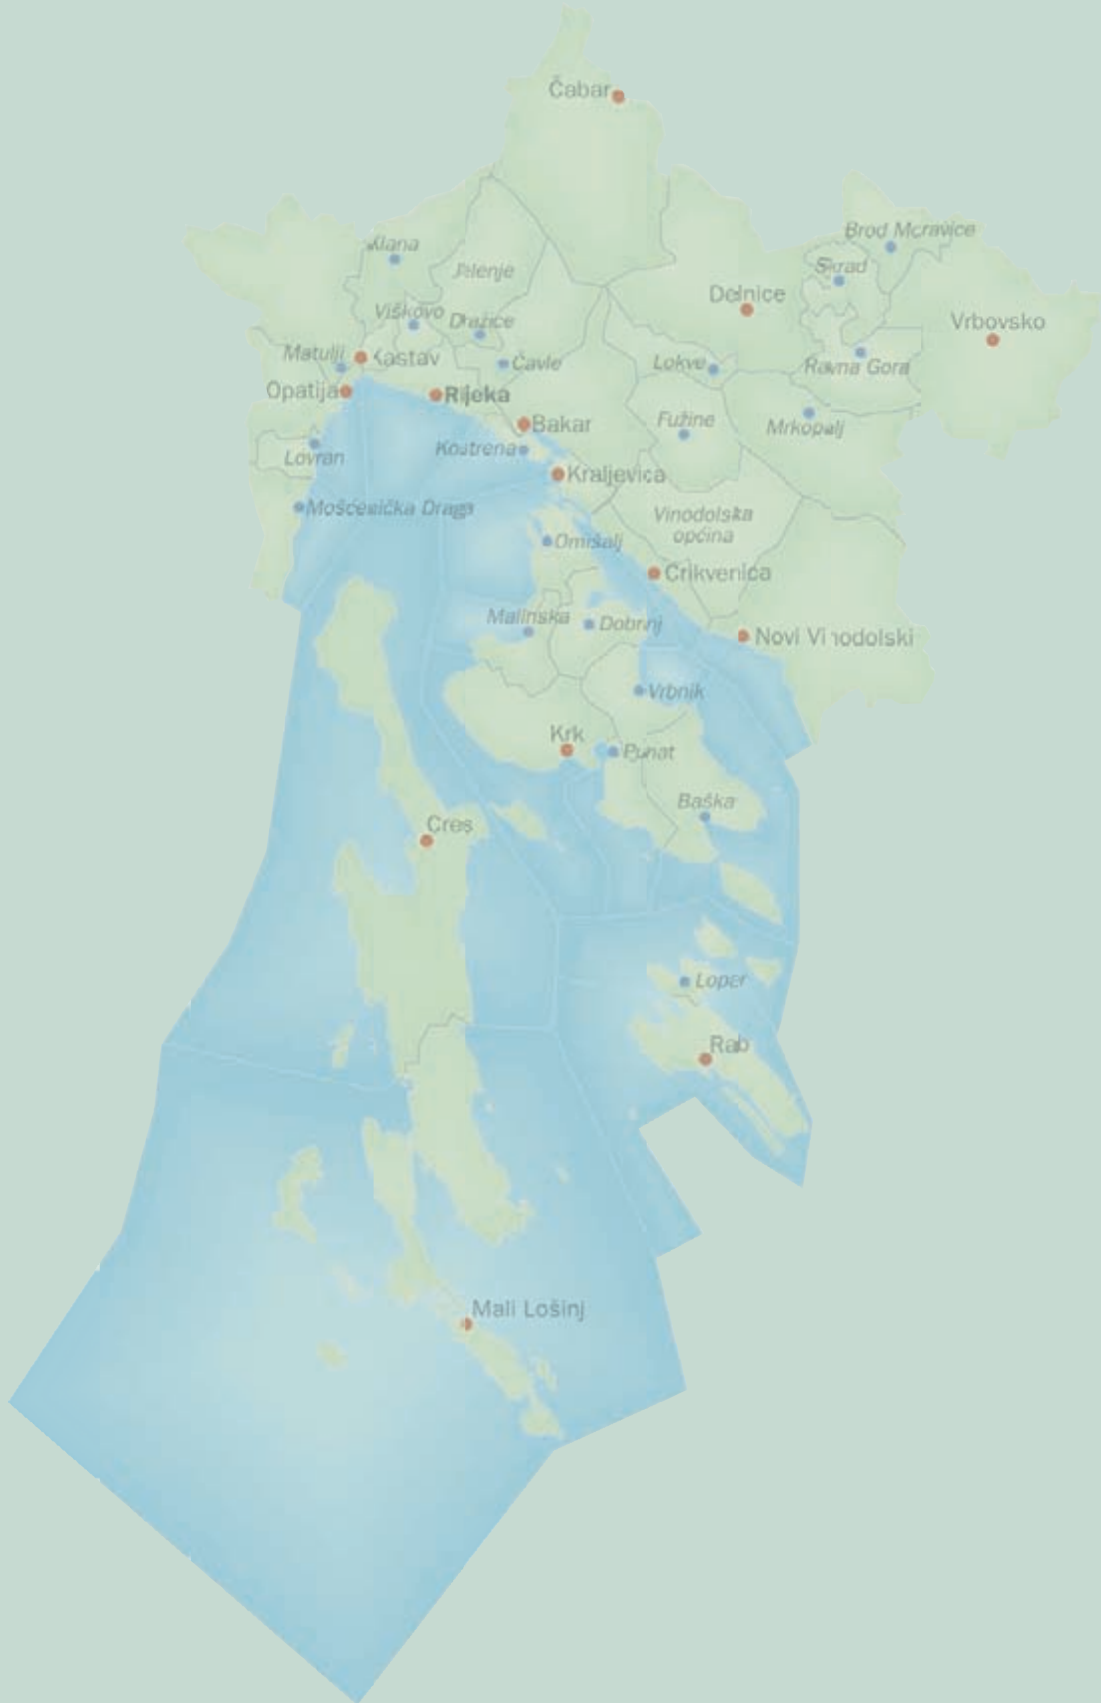 Čabar
Brod Moravice
Klana
Skrad
Jelenje
Delnice
Viškovo
Dražice
Vrbovsko
Matulji
Kastav
Čavle
Lokve
Ravna Gora
Opatija
Rijeka
Bakar
Fužine
Mrkopalj
Kostrena
Lovran
Kraljevica
Mošćenička Draga
Vinodolska
općina
Omišalj
Crikvenica
Malinska
Dobrinj
Novi Vinodolski
Vrbnik
Krk
Punat
Baška
Cres
Lopar
Rab
Mali Lošinj